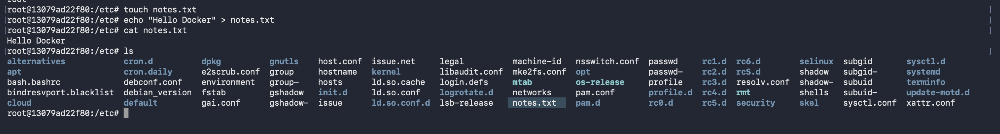 root
[root@13079ad22f80:/etc# touch notes.txt ]
[root@13079ad22f80:/etc# echo "Hello Docker" > notes.txt ]
[root@13079ad22f80:/etc# cat notes.txt ]
Hello Docker
[root@13079ad22f80:/etc# ls ]
alternatives cron.d dpkg gnutls host.conf issue.net legal machine-id nsswitch.conf passwd rc1.d rc6.d selinux subgid sysctl.d
apt cron.daily e2scrub.conf group hostname kernel libaudit.conf mke2fs.conf opt passwd- rc2.d rcS.d shadow subgid- systemd
bash.bashrc debconf.conf environment group- hosts ld.so.cache login.defs mtab os-release profile rc3.d resolv.conf shadow- subuid terminfo
bindresvport.blacklist debian_version fstab gshadow init.d ld.so.conf logrotate.d networks pam.conf profile.d rc4.d rmt shells subuid- update-motd.d
cloud default gai.conf gshadow- issue ld.so.conf.d lsb-release notes.txt pam.d rc0.d rc5.d security skel sysctl.conf xattr.conf
root@13079ad22f80:/etc#